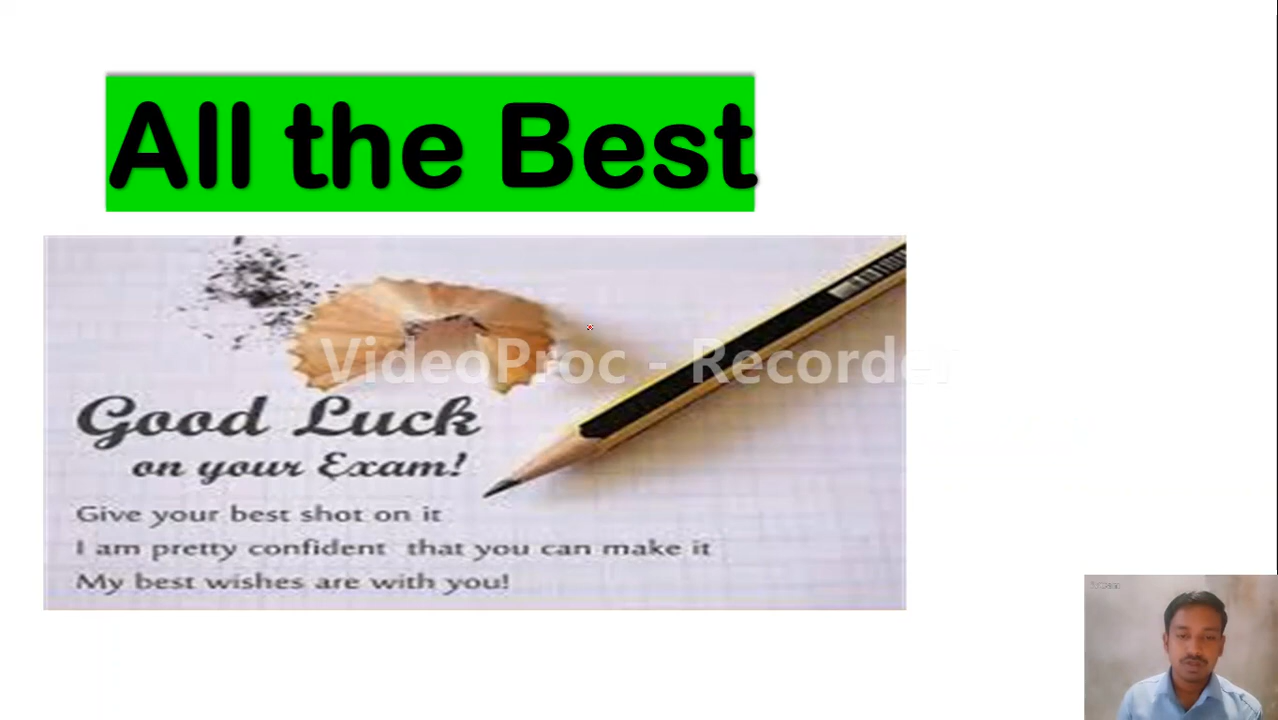 All the Best
VideoProc - Recorder
Good Luck
on your Exam!
Give your best shot on it
I am pretty confident that you can make it
My best wishes are with you!